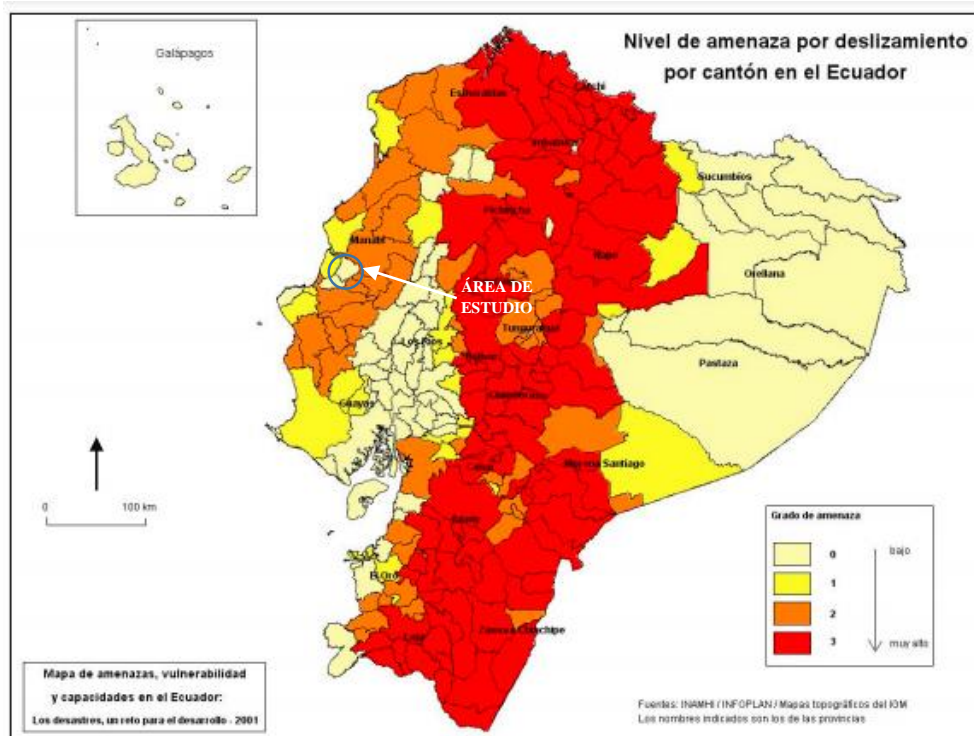 Nivel de amenaza por deslizamiento
por cantón en el Ecuador
Galápagos
Esmeraldas
Carchi
Imbabura
Sucumbíos
Pichincha
Manabí
Napo
Orellana
ÁREA DE
ESTUDIO
Los Ríos
Tungurahua
Bolívar
Pastaza
Chimborazo
Guayas
Morona Santiago
Cañar
Azuay
El Oro
Zamora Chinchipe
Loja
0 100 km
Grado de amenaza
0 bajo
1
2
3 muy alto
Mapa de amenazas, vulnerabilidad
y capacidades en el Ecuador:
Los desastres, un reto para el desarrollo - 2001
Fuentes: INAMHI / INFOPLAN / Mapas topográficos del IGM
Los nombres indicados son los de las provincias